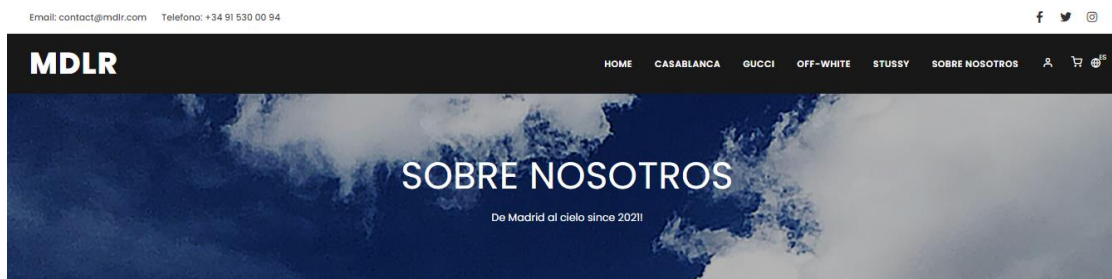 Email: contact@mdlr.com Telefono: +34 91 530 00 94
MDLR HOME CASABLANCA GUCCI OFF-WHITE STUSSY SOBRE NOSOTROS ES
SOBRE NOSOTROS
De Madrid al cielo since 2021!